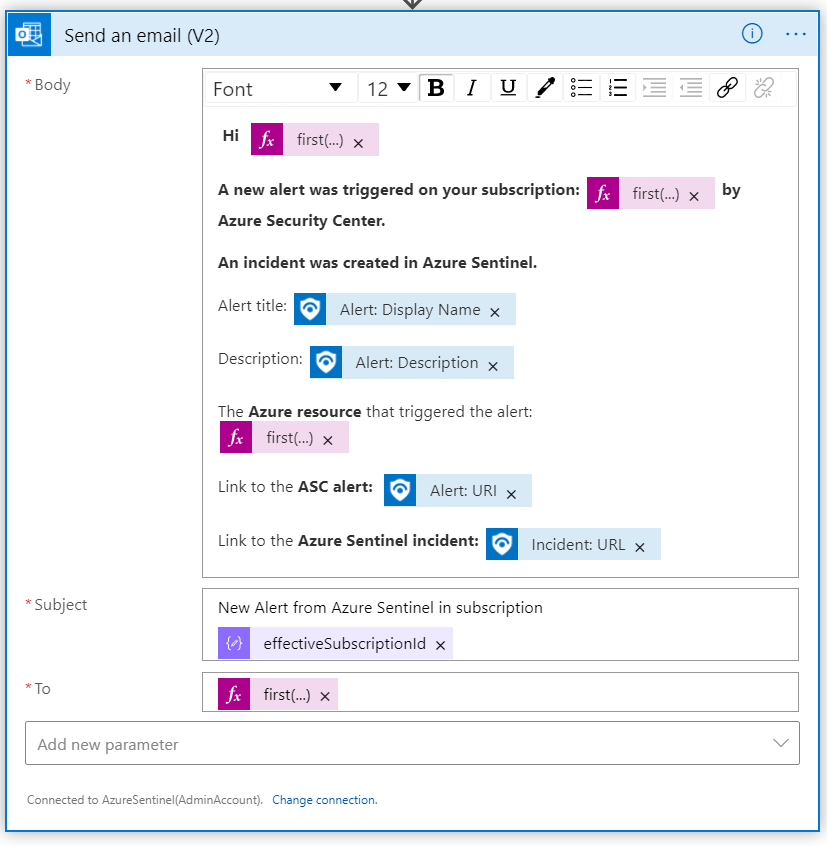 Send an email (V2)
* Body
Font 12 B I U
Hi fx first(...) ×
A new alert was triggered on your subscription: fx first(...) × by
Azure Security Center.
An incident was created in Azure Sentinel.
Alert title: Alert: Display Name ×
Description: Alert: Description ×
The Azure resource that triggered the alert:
fx first(...) ×
Link to the ASC alert: Alert: URI ×
Link to the Azure Sentinel incident: Incident: URL ×
* Subject
New Alert from Azure Sentinel in subscription
effectiveSubscriptionId ×
* To
fx first(...) ×
Add new parameter
Connected to AzureSentinel(AdminAccount). Change connection.